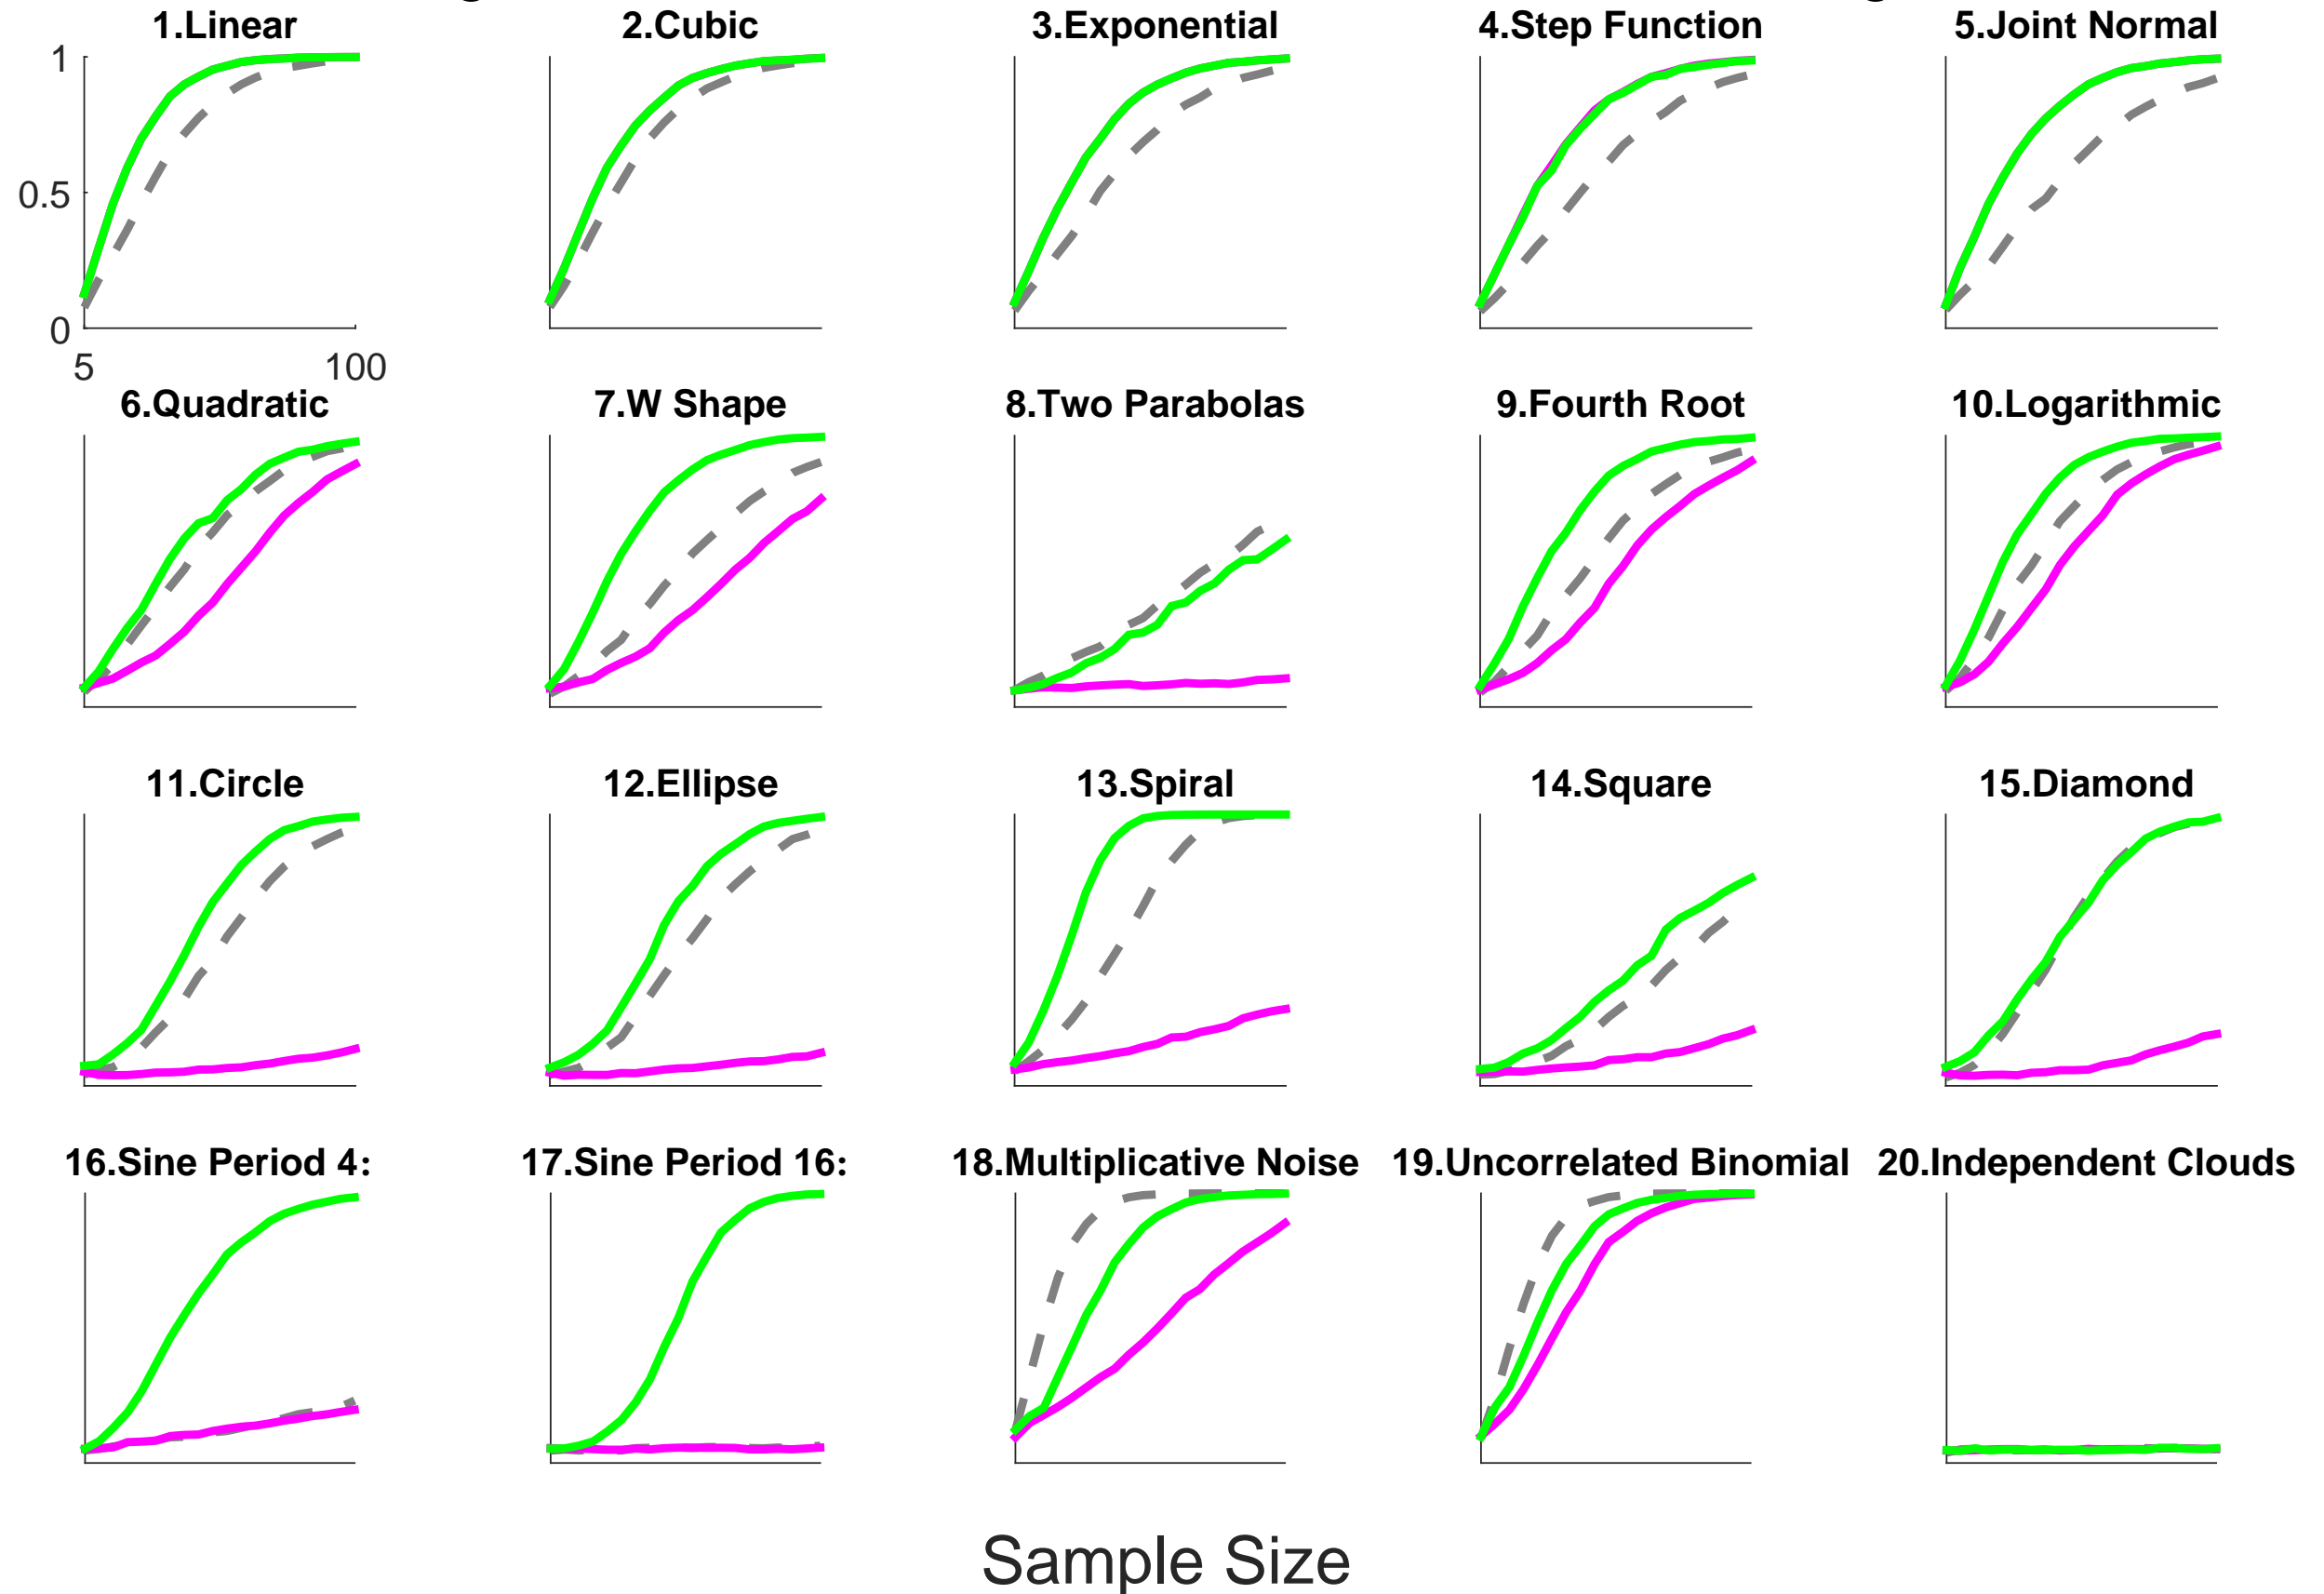 1.Linear
2.Cubic
3.Exponential
4.Step Function
5.Joint Normal
1
0.5
0
5
100
6.Quadratic
7.W Shape
8.Two Parabolas
9.Fourth Root
10.Logarithmic
11.Circle
12.Ellipse
13.Spiral
14.Square
15.Diamond
16.Sine Period 4:
17.Sine Period 16:
18.Multiplicative Noise
19.Uncorrelated Binomial
20.Independent Clouds
Sample Size